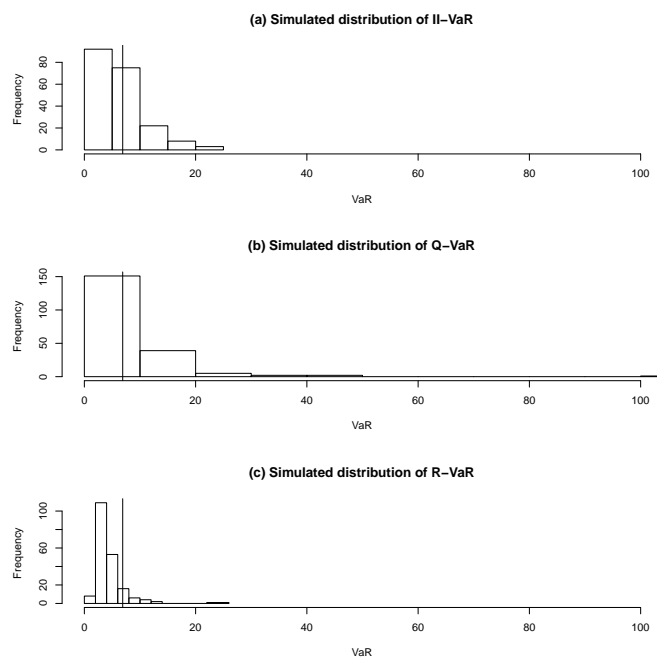 (a) Simulated distribution of II−VaR
Frequency
0 20 40 60 80
0 20 40 60 80 100
VaR
(b) Simulated distribution of Q−VaR
Frequency
0 50 100 150
0 20 40 60 80 100
VaR
(c) Simulated distribution of R−VaR
Frequency
0 20 60 100
0 20 40 60 80 100
VaR